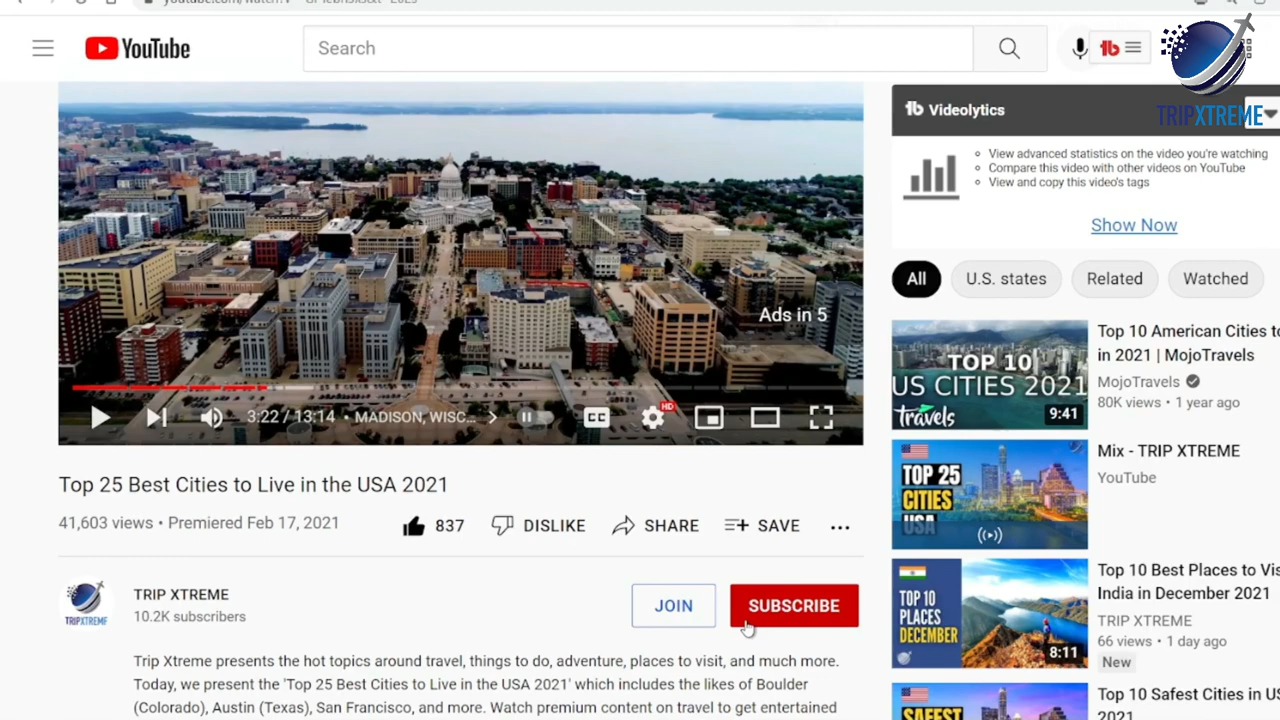 YouTube
Search
TRIPXTREME
Videolytics
View advanced statistics on the video you're watching
Compare this video with other videos on YouTube
View and copy this video's tags
Show Now
All
U.S. states
Related
Watched
Ads in 5
3:22 / 13:14 • MADISON, WISC...
CC
HD
Top 25 Best Cities to Live in the USA 2021
41,603 views • Premiered Feb 17, 2021
837
DISLIKE
SHARE
SAVE
TRIP XTREME
10.2K subscribers
TRIPXTREME
JOIN
SUBSCRIBE
Trip Xtreme presents the hot topics around travel, things to do, adventure, places to visit, and much more.
Today, we present the 'Top 25 Best Cities to Live in the USA 2021' which includes the likes of Boulder
(Colorado), Austin (Texas), San Francisco, and more. Watch premium content on travel to get entertained
TOP 10
US CITIES 2021
travels
9:41
Top 10 American Cities to
in 2021 | MojoTravels
MojoTravels
80K views • 1 year ago
TOP 25
CITIES
USA
Mix - TRIP XTREME
YouTube
TOP 10
PLACES
DECEMBER
8:11
Top 10 Best Places to Vis
India in December 2021
TRIP XTREME
66 views • 1 day ago
New
SAFEST
Top 10 Safest Cities in US
2021